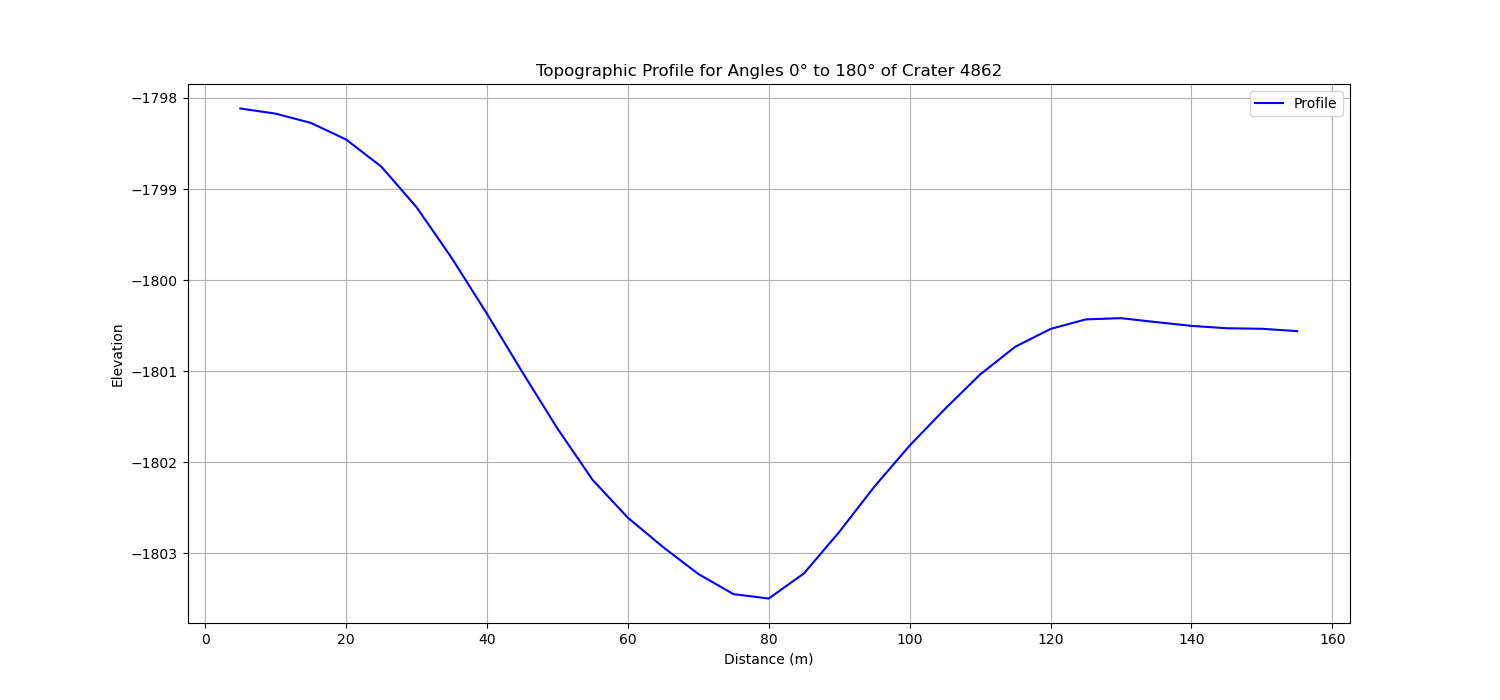 Topographic Profile for Angles 0° to 180° of Crater 4862
Profile
−1798
−1799
−1800
−1801
−1802
−1803
Elevation
0 20 40 60 80 100 120 140 160
Distance (m)